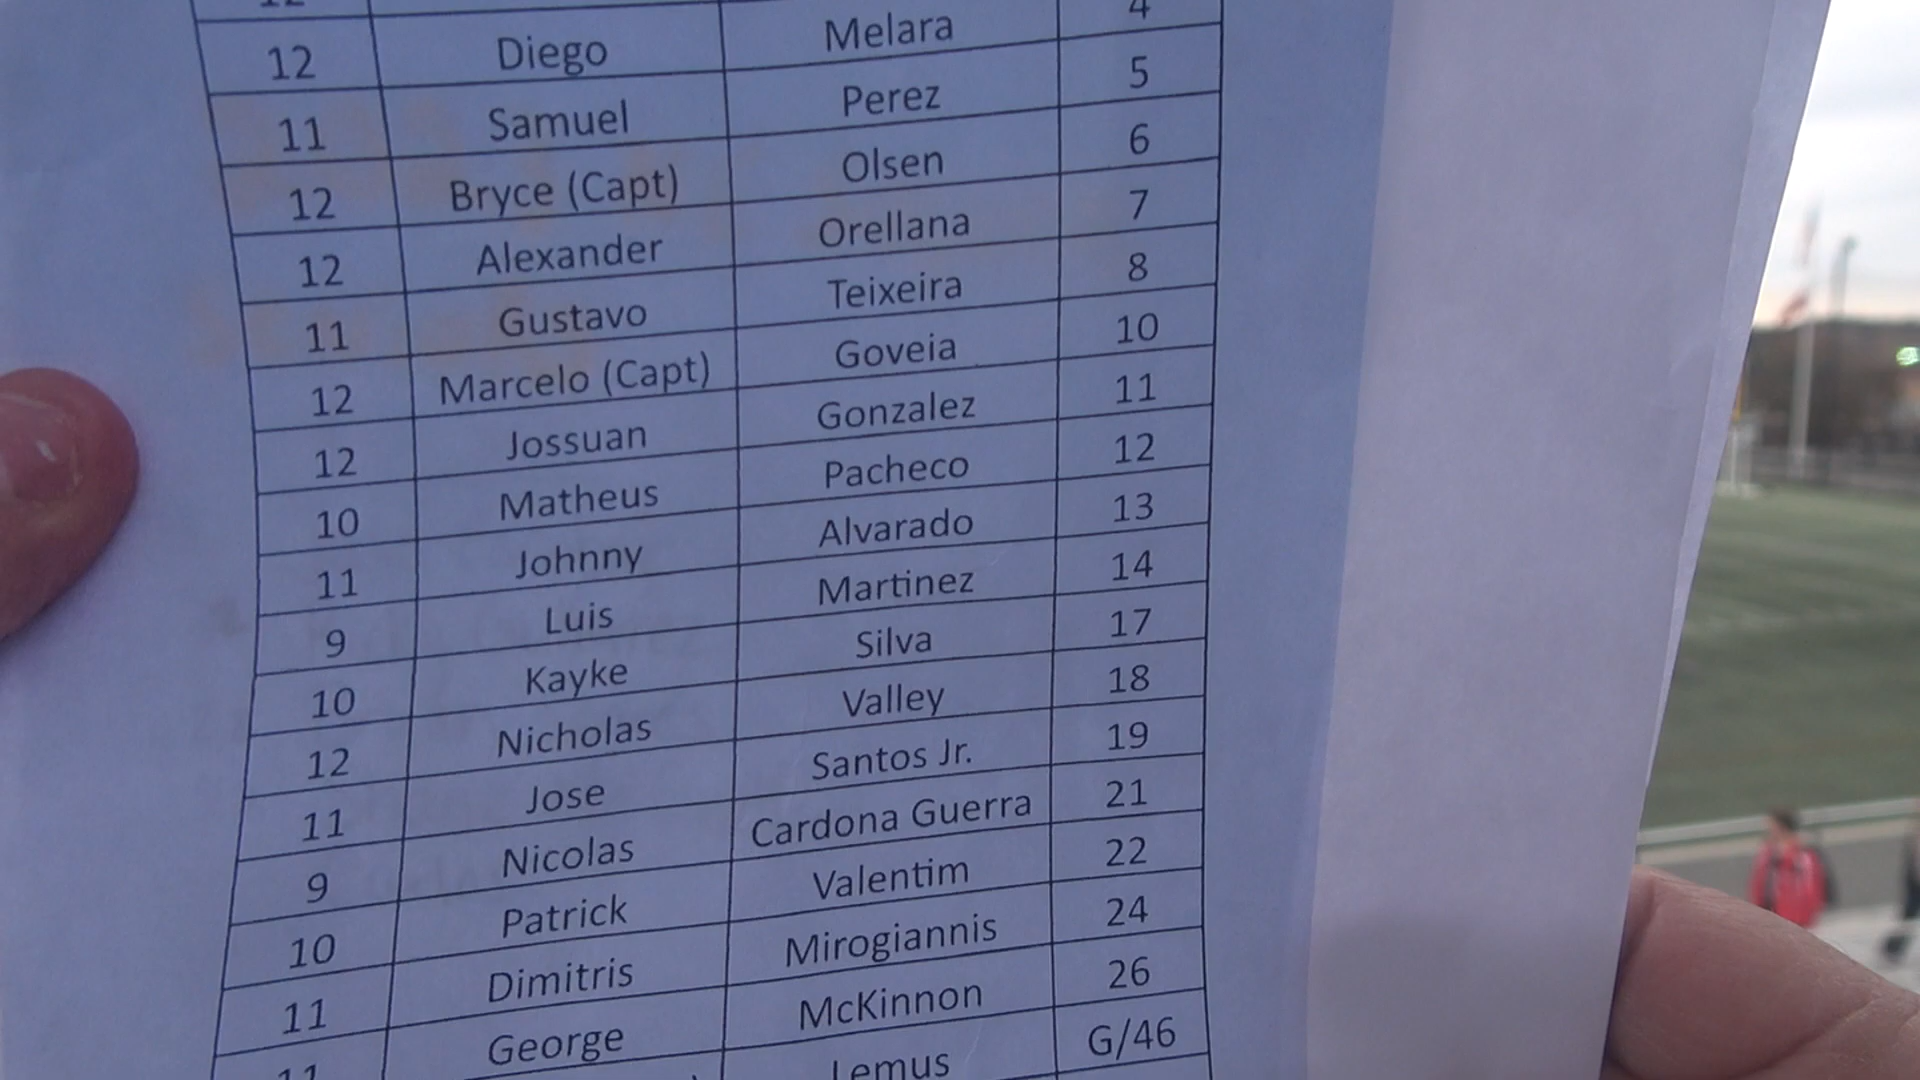 12 Diego Melara 4
11 Samuel Perez 5
12 Bryce (Capt) Olsen 6
12 Alexander Orellana 7
11 Gustavo Teixeira 8
12 Marcelo (Capt) Goveia 10
12 Jossuan Gonzalez 11
10 Matheus Pacheco 12
11 Johnny Alvarado 13
9 Luis Martinez 14
10 Kayke Silva 17
12 Nicholas Valley 18
11 Jose Santos Jr. 19
9 Nicolas Cardona Guerra 21
10 Patrick Valentim 22
11 Dimitris Mirogiannis 24
11 George McKinnon 26
Lemus G/46